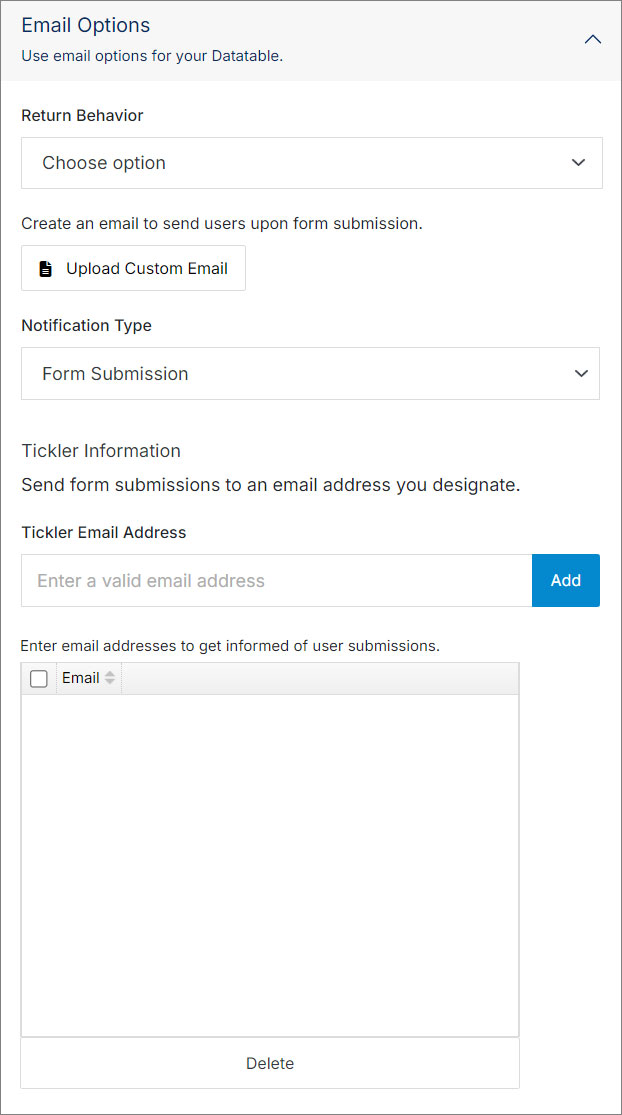 Email Options
Use email options for your Datatable.
Return Behavior
Choose option
Create an email to send users upon form submission.
Upload Custom Email
Notification Type
Form Submission
Tickler Information
Send form submissions to an email address you designate.
Tickler Email Address
Enter a valid email address
Add
Enter email addresses to get informed of user submissions.
Email
Delete